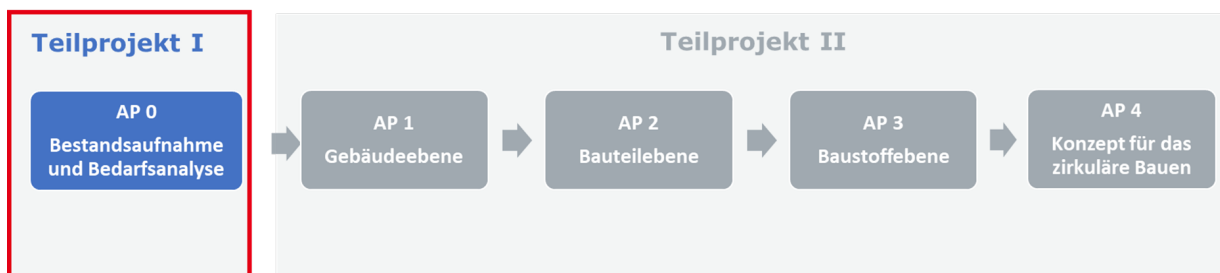 Teilprojekt I
AP 0
Bestandsaufnahme
und Bedarfsanalyse
Teilprojekt II
AP 1
Gebäudeebene
AP 2
Bauteilebene
AP 3
Baustoffebene
AP 4
Konzept für das
zirkuläre Bauen